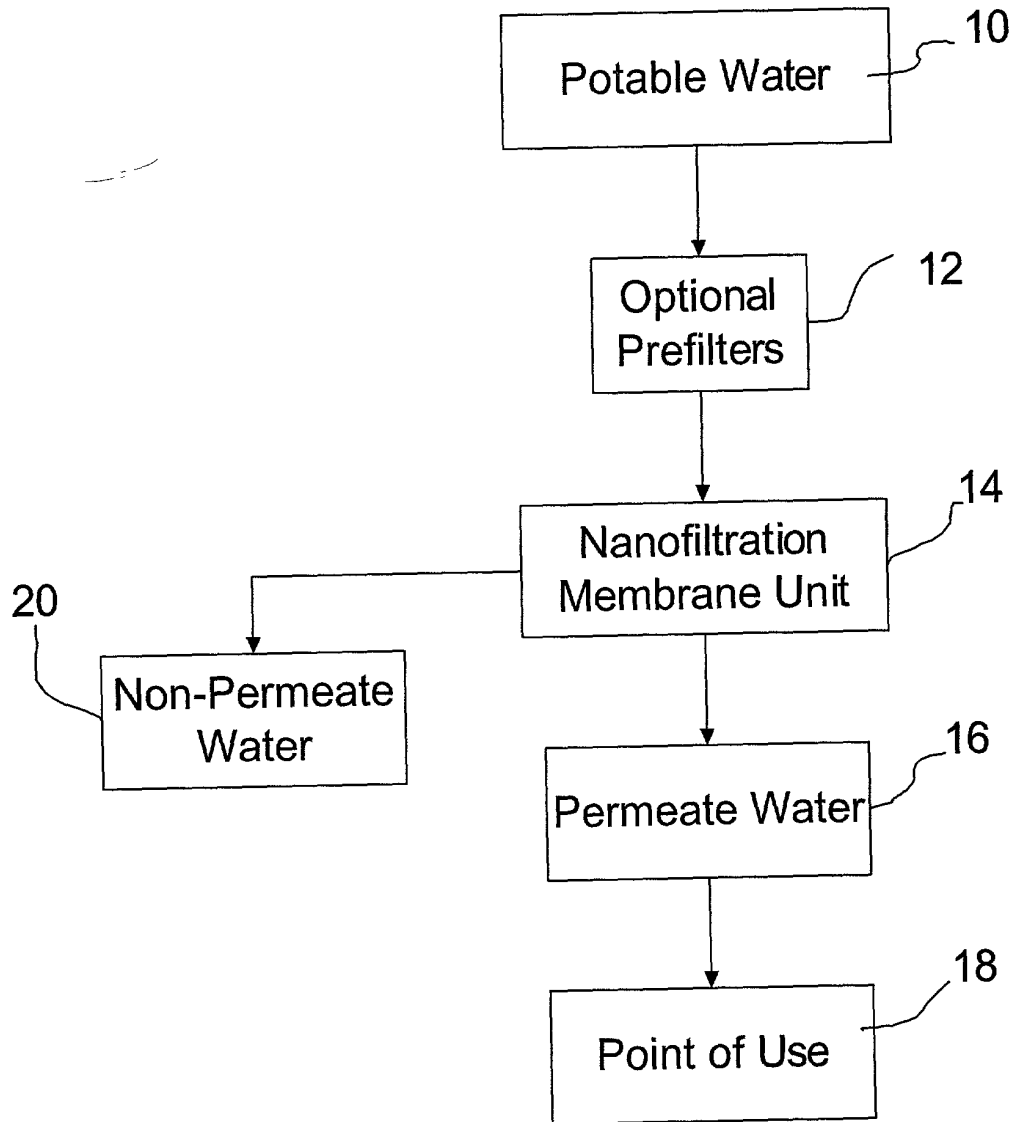 10
Potable Water
12
Optional
Prefilters
14
Nanofiltration
Membrane Unit
20
Non-Permeate
Water
16
Permeate Water
18
Point of Use